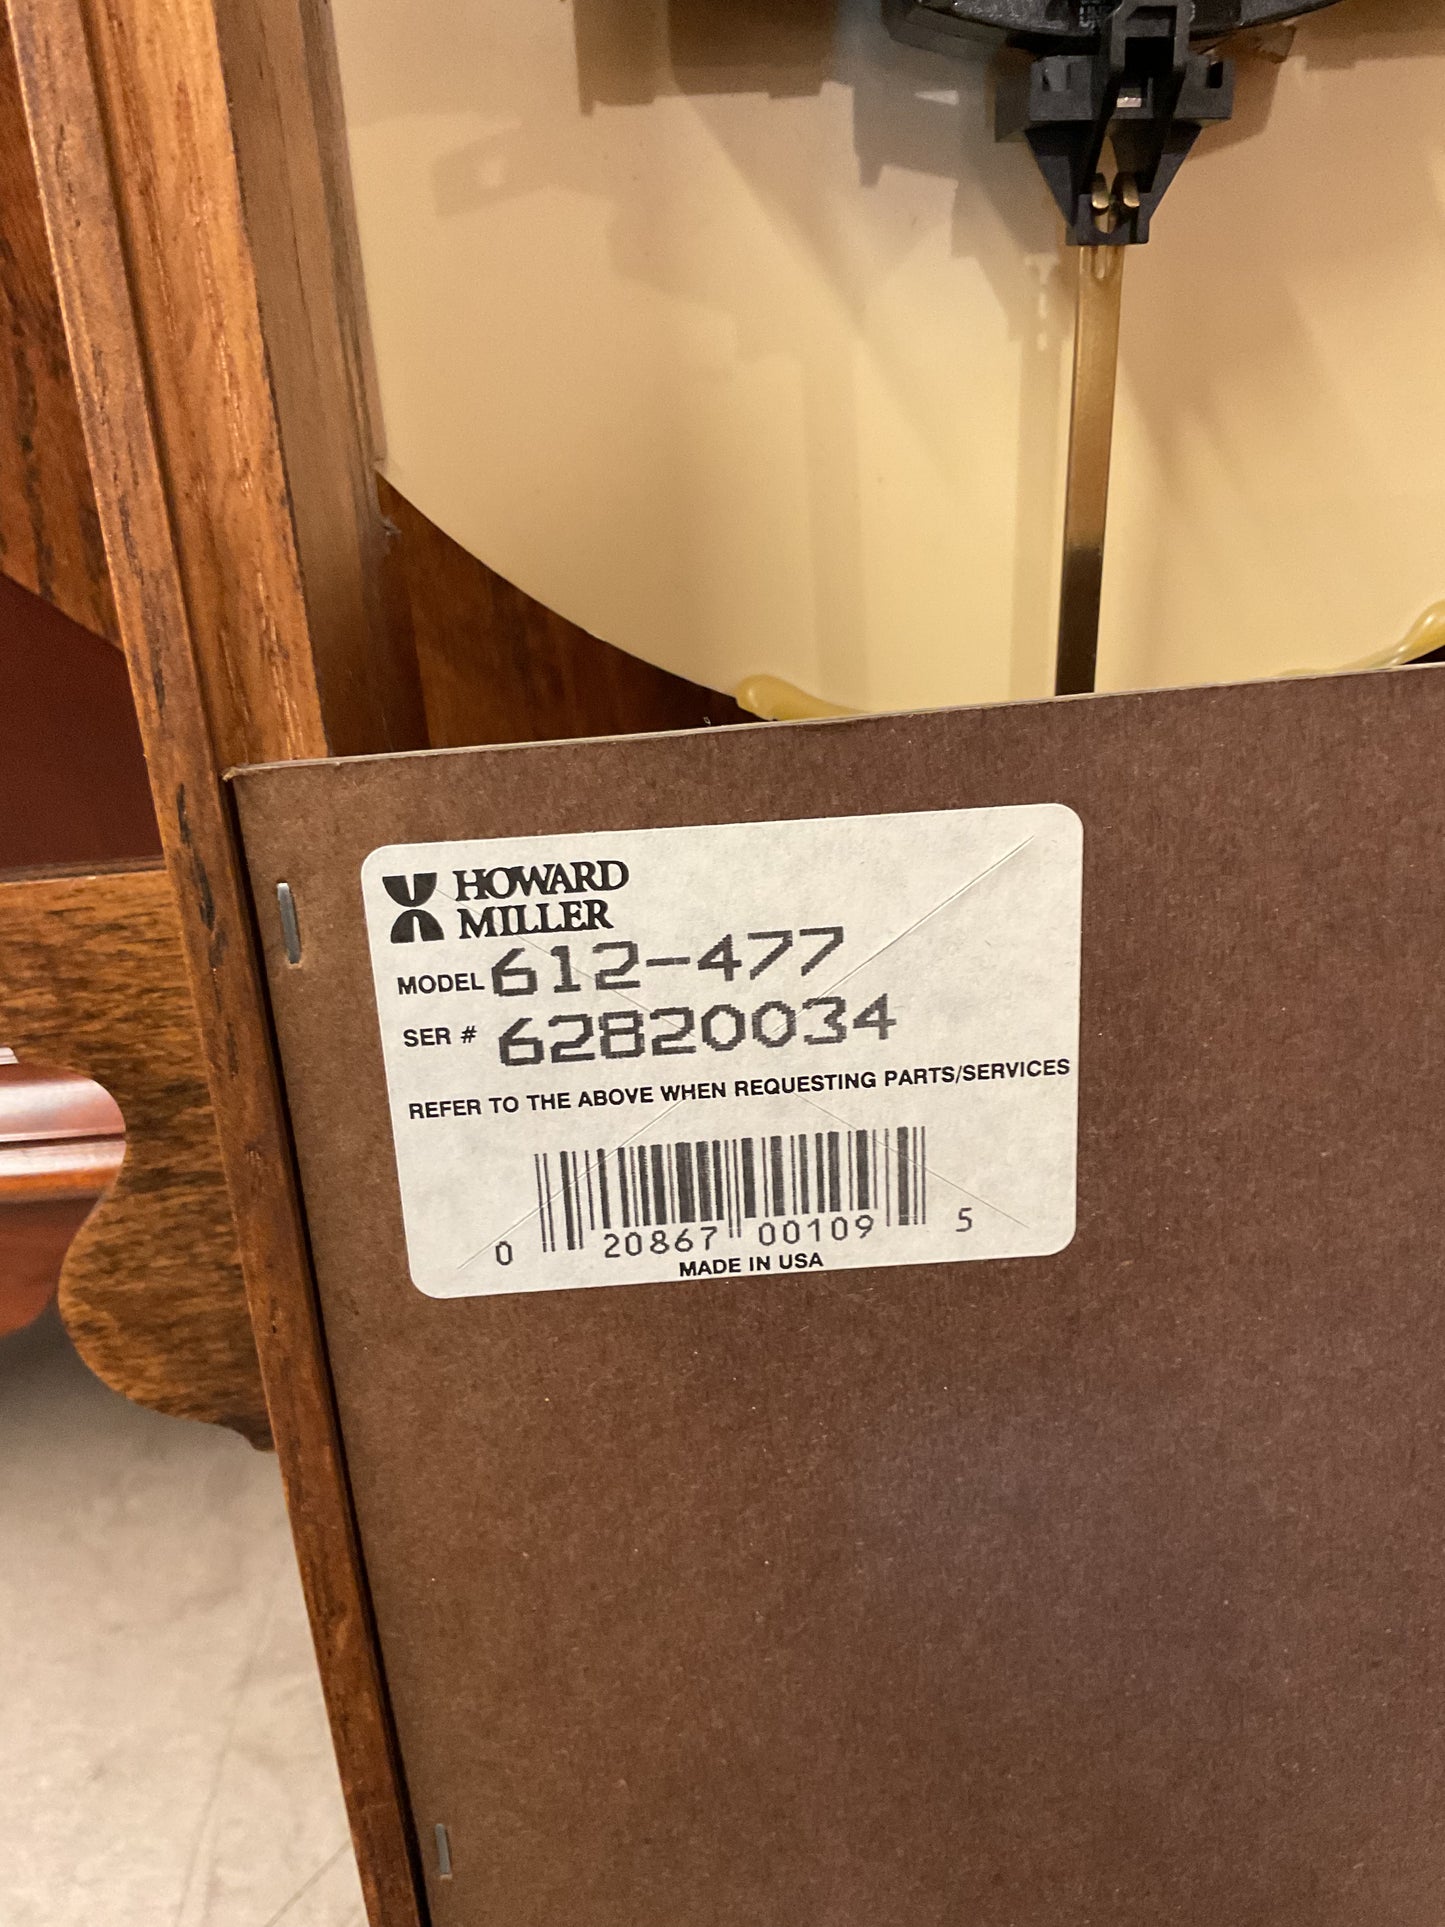 HOWARD
MILLER
MODEL 612-477
SER # 62820034
REFER TO THE ABOVE WHEN REQUESTING PARTS/SERVICES
0 20867 00109 5
MADE IN USA